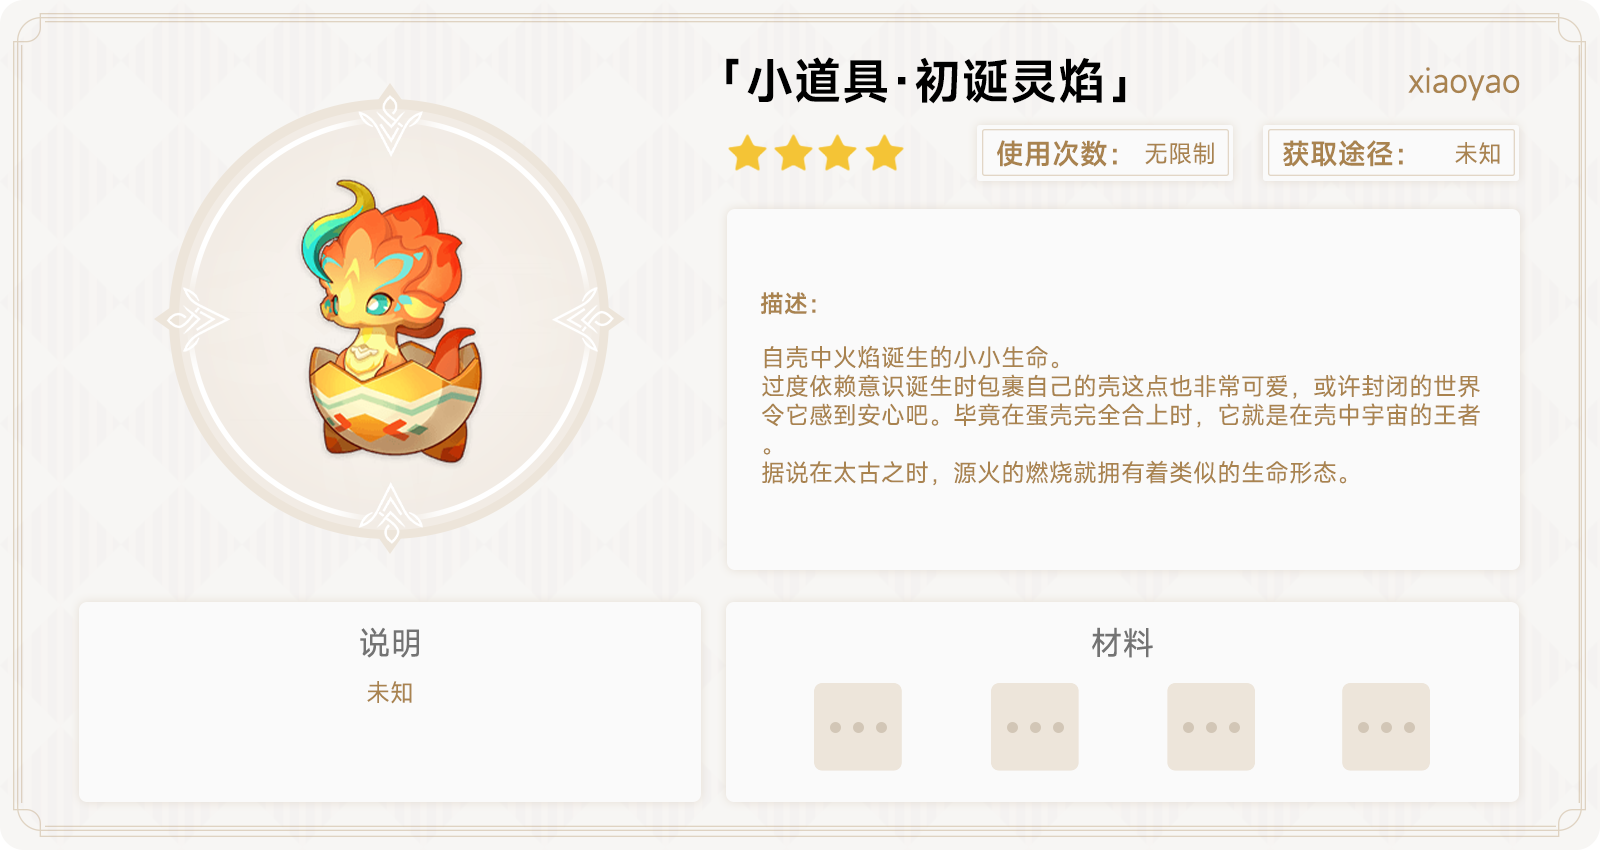 「小道具·初诞灵焰」
xiaoyao
使用次数： 无限制
获取途径： 未知
描述：
自壳中火焰诞生的小小生命。
过度依赖意识诞生时包裹自己的壳这点也非常可爱，或许封闭的世界
令它感到安心吧。毕竟在蛋壳完全合上时，它就是在壳中宇宙的王者
。
据说在太古之时，源火的燃烧就拥有着类似的生命形态。
说明
未知
材料